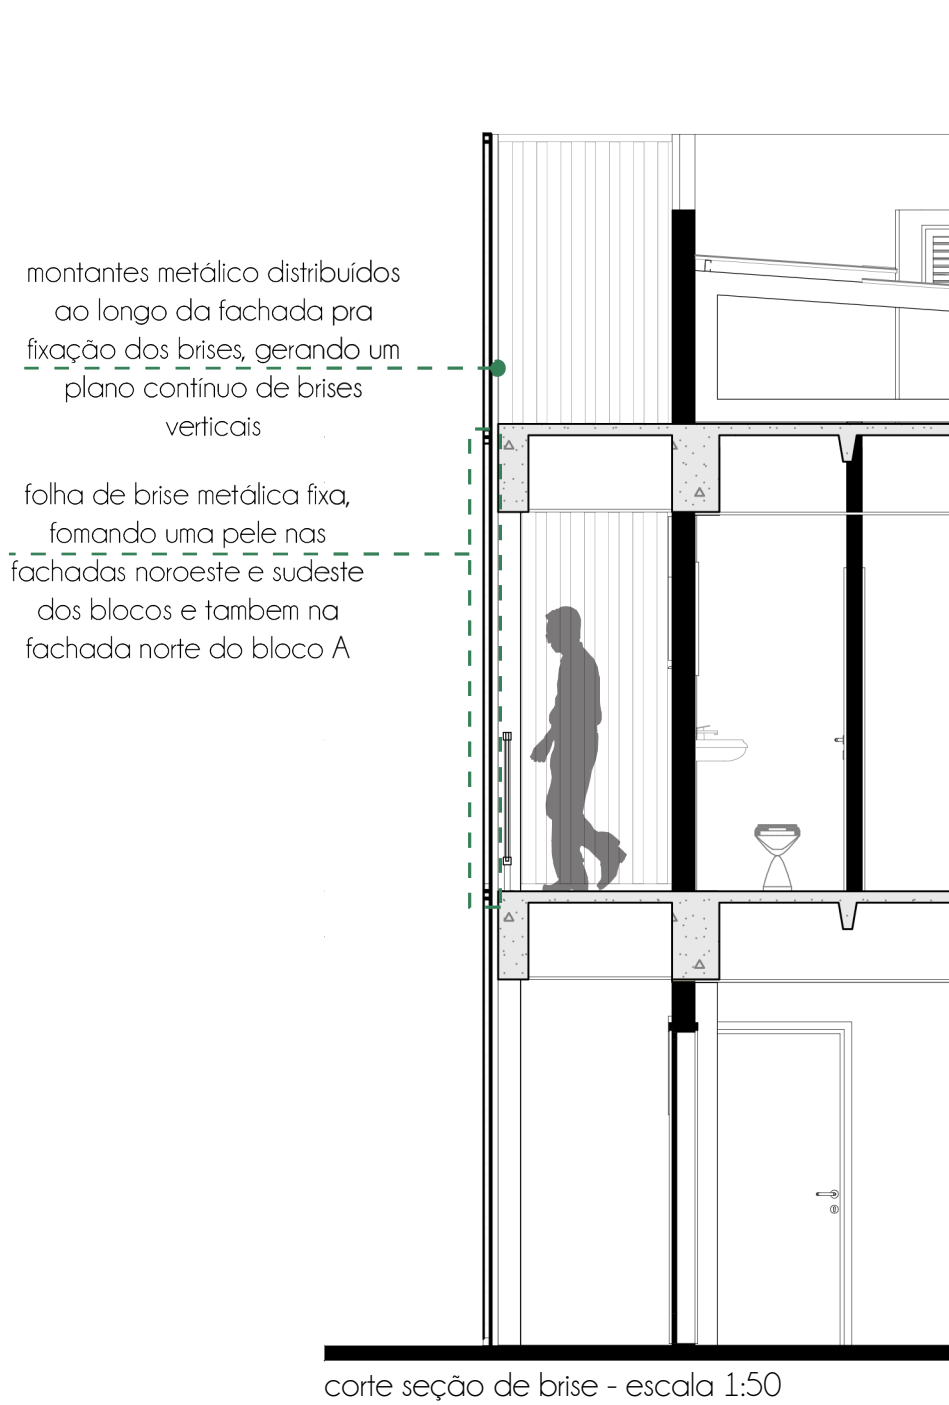 montantes metálico distribuídos
ao longo da fachada pra
fixação dos brises, gerando um
plano contínuo de brises
verticais
folha de brise metálica fixa,
fomando uma pele nas
fachadas noroeste e sudeste
dos blocos e tambem na
fachada norte do bloco A
corte seção de brise - escala 1:50